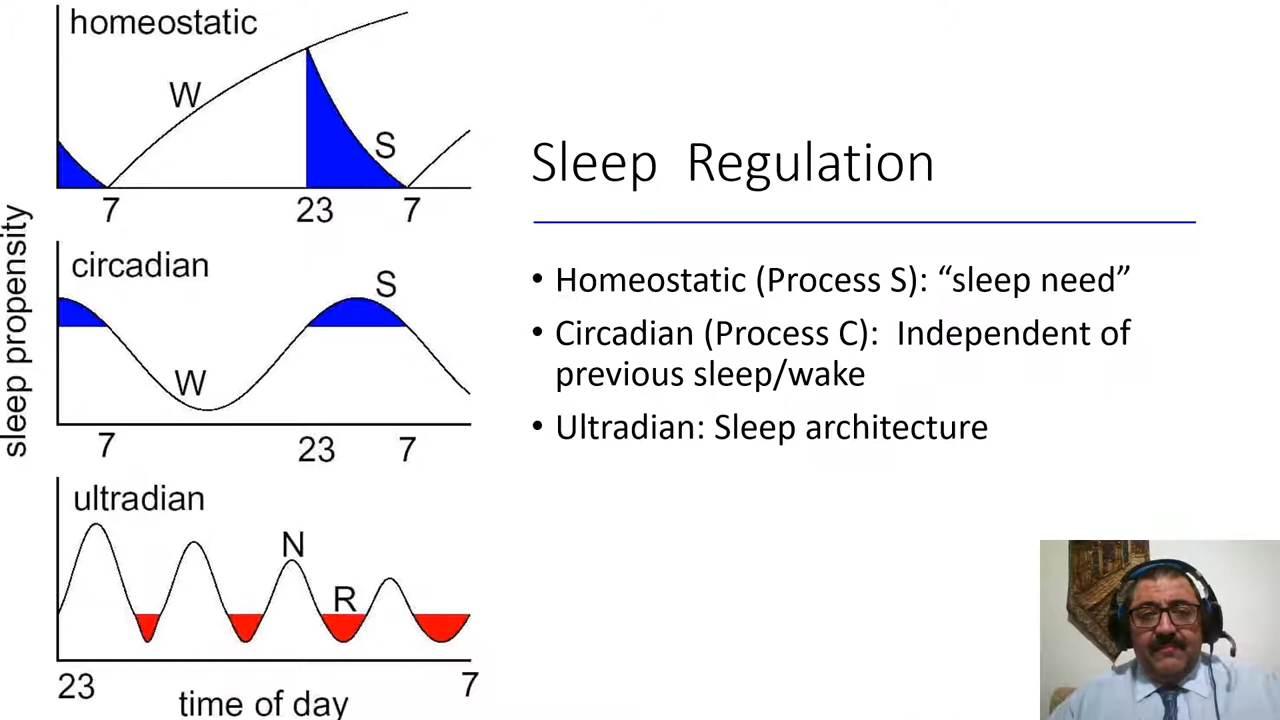 homeostatic
W
S
7
23
7
circadian
S
W
7
23
7
ultradian
N
R
23
7
time of day
sleep propensity
Sleep Regulation
• Homeostatic (Process S): “sleep need”
• Circadian (Process C): Independent of
previous sleep/wake
• Ultradian: Sleep architecture